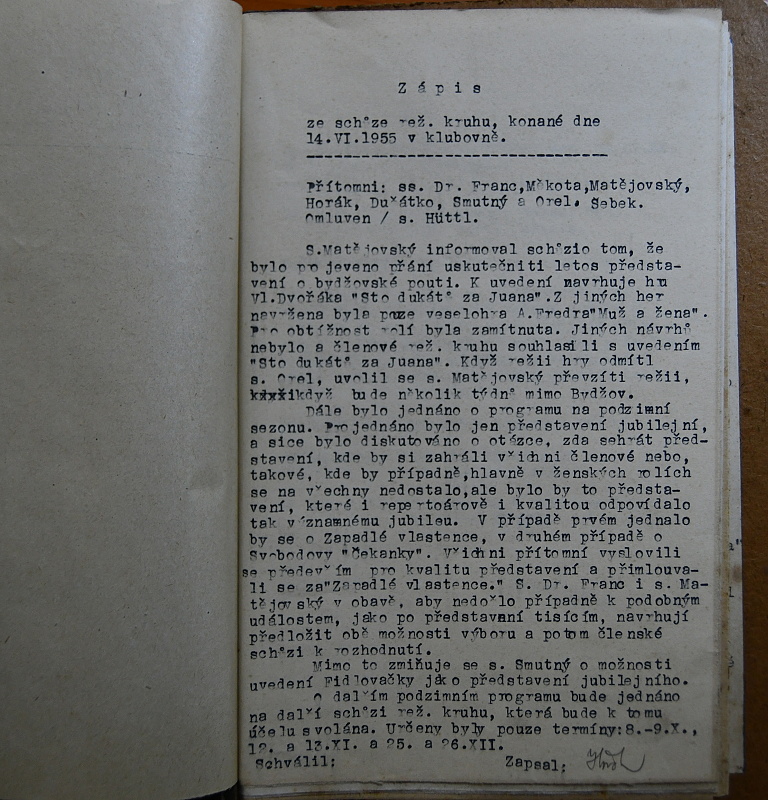 Zápis
ze schůze rež. kruhu, konané dne
14.VI.1955 v klubovně.
Přítomni: ss. Dr. Franc,Měkota,Matějovský,
Horák, Dušátko, Smutný a Orel. Šebek.
Omluven / s. Hüttl.
S.Matějovský informoval schůzio tom, že
bylo projeveno přání uskutečniti letos předsta-
vení o bydžovské pouti. K uvedení navrhuje hru
Vl.Dvořáka "Sto dukátů za Juana".Z jiných her
navržena byla pouze veselohra A.Fredra"Muž a žena".
Pro obtížnost rolí byla zamítnuta. Jiných návrhů
nebylo a členové rež. kruhu souhlasili s uvedením
"Sto dukátů za Juana". Když režii hry odmítl
s. Orel, uvolil se s. Matějovský převzíti režii,
ikdyž bude několik týdnů mimo Bydžov.
Dále bylo jednáno o programu na podzimní
sezonu. Projednáno bylo jen představení jubilejní,
a sice bylo diskutováno o otázce, zda sehrát před-
stavení, kde by si zahráli všichni členové nebo,
takové, kde by případně,hlavně v ženských rolích
se na všechny nedostalo,ale bylo by to předsta-
vení, které i repertoárově i kvalitou odpovídalo
tak významnému jubileu. V případě prvém jednalo
by se o Zapadlé vlastence, v druhém případě o
Svobodovy "Čekanky". Všichni přítomní vyslovili
se především pro kvalitu představení a přimlouva-
li se za"Zapadlé vlastence." S. Dr. Franc i s. Ma-
tějovský v obavě, aby nedošlo případně k podobným
událostem, jako po představení tisícím, navrhují
předložit obě možnosti výboru a potom členské
schůzi k rozhodnutí.
Mimo to zmiňuje se s. Smutný o možnosti
uvedení Fidlovačky jako představení jubilejního.
O dalším podzimním programu bude jednáno
na další schůzi rež. kruhu, která bude k tomu
účelu svolána. Určeny byly pouze termíny:8.-9.X.,
12. a 13.XI. a 25. a 26.XII.
Schválil: Zapsal: